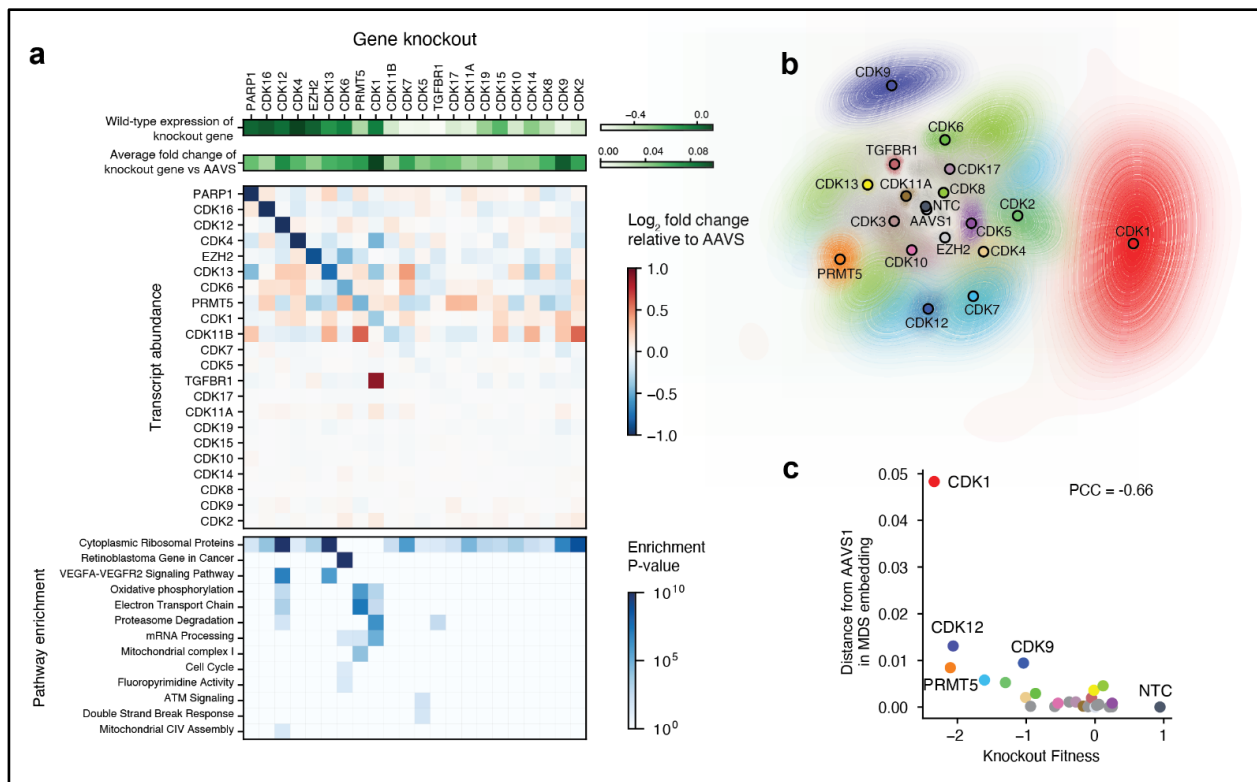 a
Gene knockout
PARP1
CDK16
CDK12
CDK4
EZH2
CDK13
CDK6
PRMT5
CDK1
CDK11B
CDK7
CDK5
TGFBR1
CDK17
CDK11A
CDK19
CDK15
CDK10
CDK14
CDK8
CDK9
CDK2
Wild-type expression of
knockout gene
−0.4 0.0
Average fold change of
knockout gene vs AAVS
0.00 0.04 0.08
Transcript abundance
PARP1
CDK16
CDK12
CDK4
EZH2
CDK13
CDK6
PRMT5
CDK1
CDK11B
CDK7
CDK5
TGFBR1
CDK17
CDK11A
CDK19
CDK15
CDK10
CDK14
CDK8
CDK9
CDK2
Log2 fold change
relative to AAVS
1.0
0.5
0.0
−0.5
−1.0
Pathway enrichment
Cytoplasmic Ribosomal Proteins
Retinoblastoma Gene in Cancer
VEGFA-VEGFR2 Signaling Pathway
Oxidative phosphorylation
Electron Transport Chain
Proteasome Degradation
mRNA Processing
Mitochondrial complex I
Cell Cycle
Fluoropyrimidine Activity
ATM Signaling
Double Strand Break Response
Mitochondrial CIV Assembly
Enrichment
P-value
10^10
10^5
10^0
b
CDK9
CDK6
TGFBR1
CDK17
CDK13
CDK11A
CDK8
NTC
CDK2
CDK3
AAVS1
CDK5
CDK1
EZH2
CDK4
PRMT5
CDK10
CDK12
CDK7
c
PCC = -0.66
Distance from AAVS1
in MDS embedding
0.05
0.04
0.03
0.02
0.01
0.00
CDK1
CDK12
CDK9
PRMT5
NTC
−2 −1 0 1
Knockout Fitness